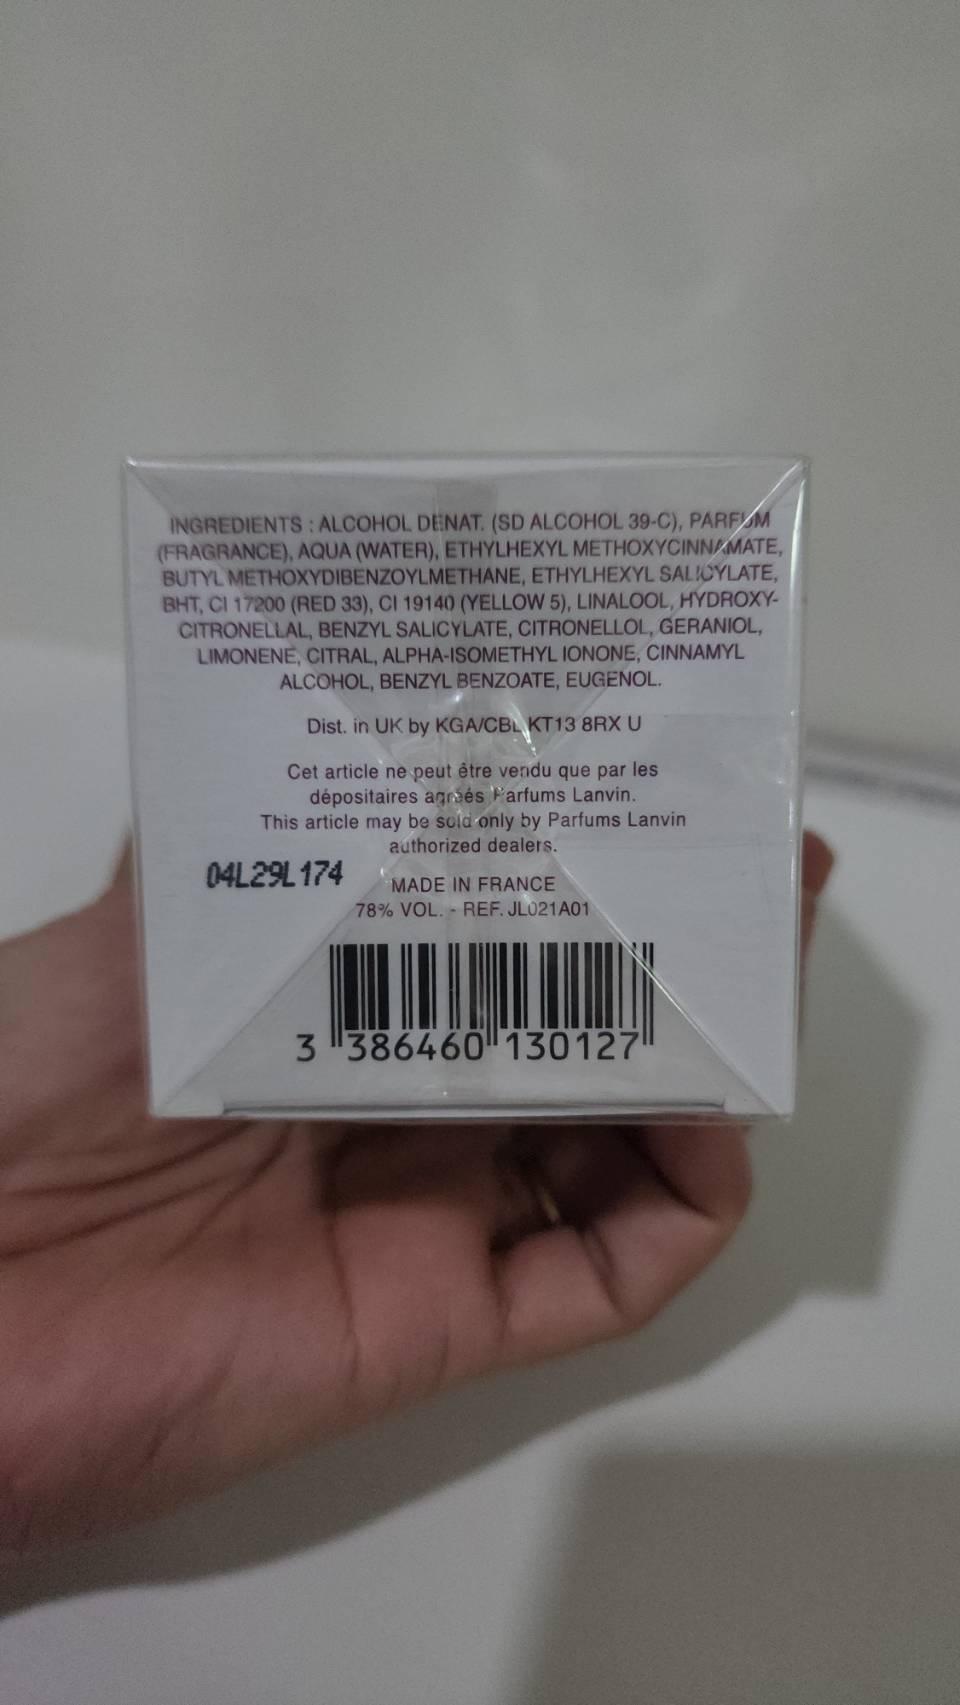 INGREDIENTS : ALCOHOL DENAT. (SD ALCOHOL 39-C), PARFUM
(FRAGRANCE), AQUA (WATER), ETHYLHEXYL METHOXYCINNAMATE,
BUTYL METHOXYDIBENZOYLMETHANE, ETHYLHEXYL SALICYLATE,
BHT, CI 17200 (RED 33), CI 19140 (YELLOW 5), LINALOOL, HYDROXY-
CITRONELLAL, BENZYL SALICYLATE, CITRONELLOL, GERANIOL,
LIMONENE, CITRAL, ALPHA-ISOMETHYL IONONE, CINNAMYL
ALCOHOL, BENZYL BENZOATE, EUGENOL.
Dist. in UK by KGA/CBL KT13 8RX U
Cet article ne peut être vendu que par les
dépositaires agréés Parfums Lanvin.
This article may be sold only by Parfums Lanvin
authorized dealers.
04L29L174
MADE IN FRANCE
78% VOL. - REF. JL021A01
3 386460 130127